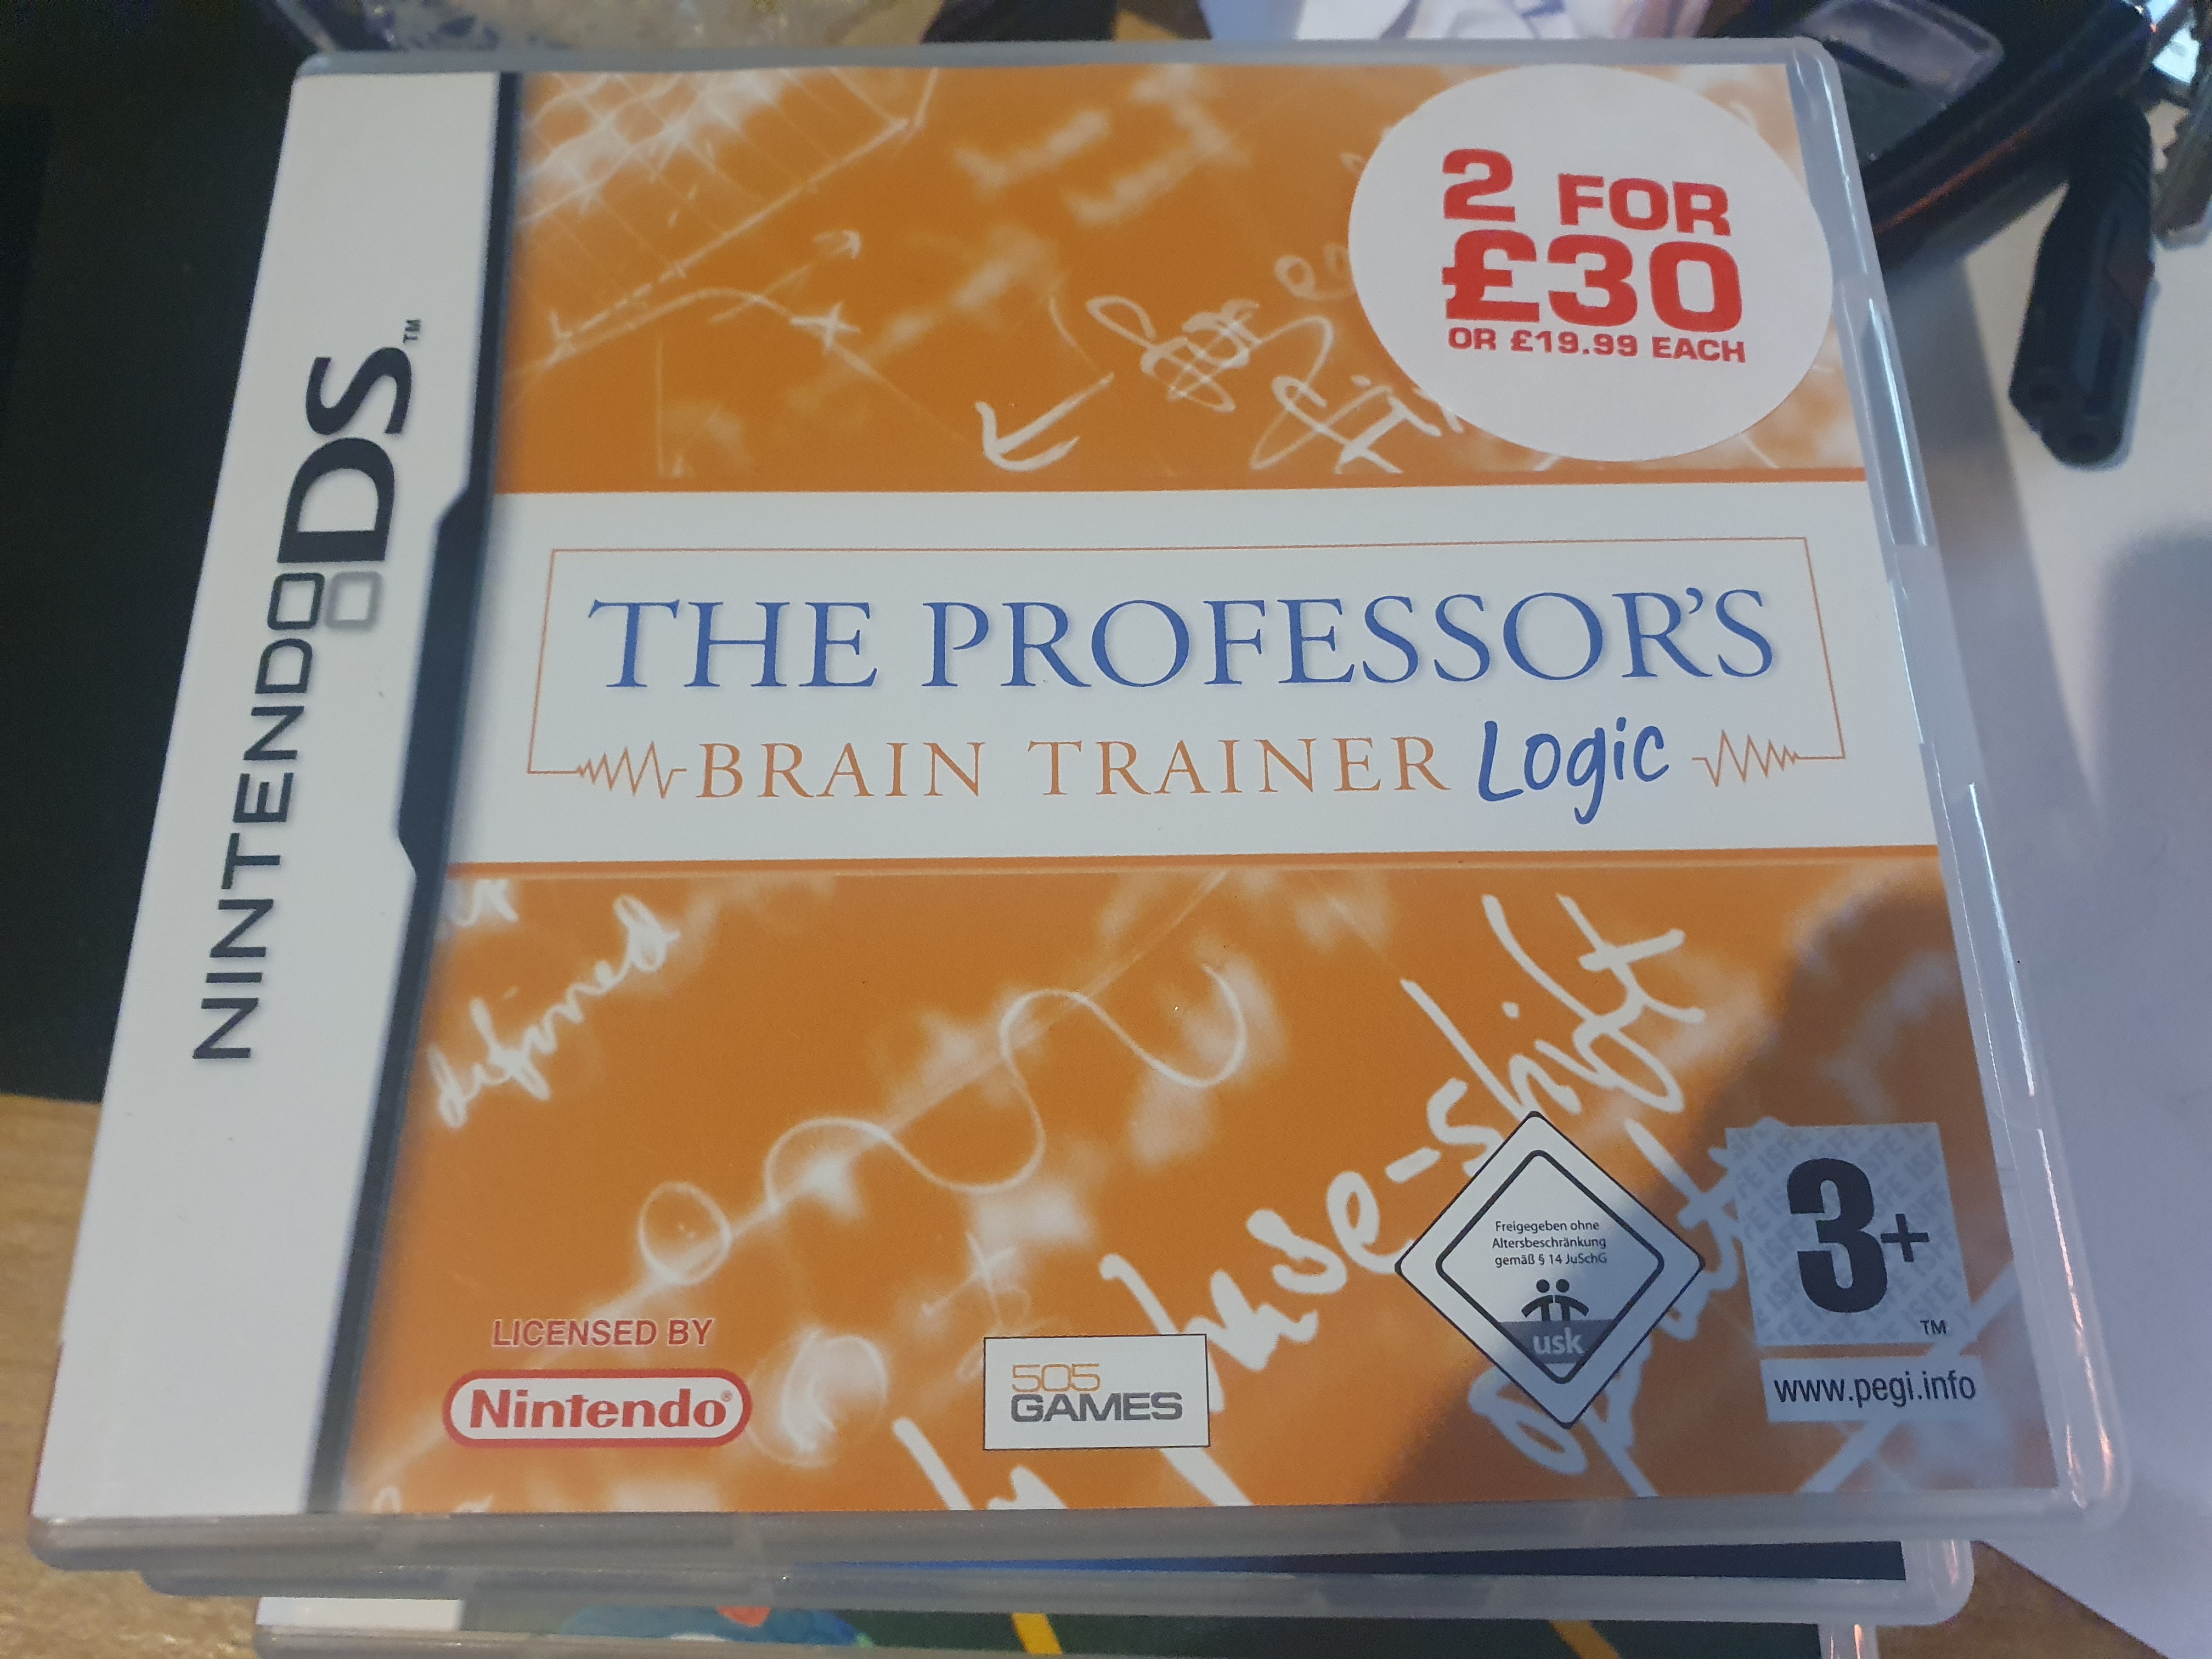 NINTENDO DS™
2 FOR
£30
OR £19.99 EACH
THE PROFESSOR'S
BRAIN TRAINER Logic
defined
phase-shift
Freigegeben ohne
Altersbeschränkung
gemäß § 14 JuSchG
usk
3+
TM
www.pegi.info
LICENSED BY
Nintendo®
505
GAMES